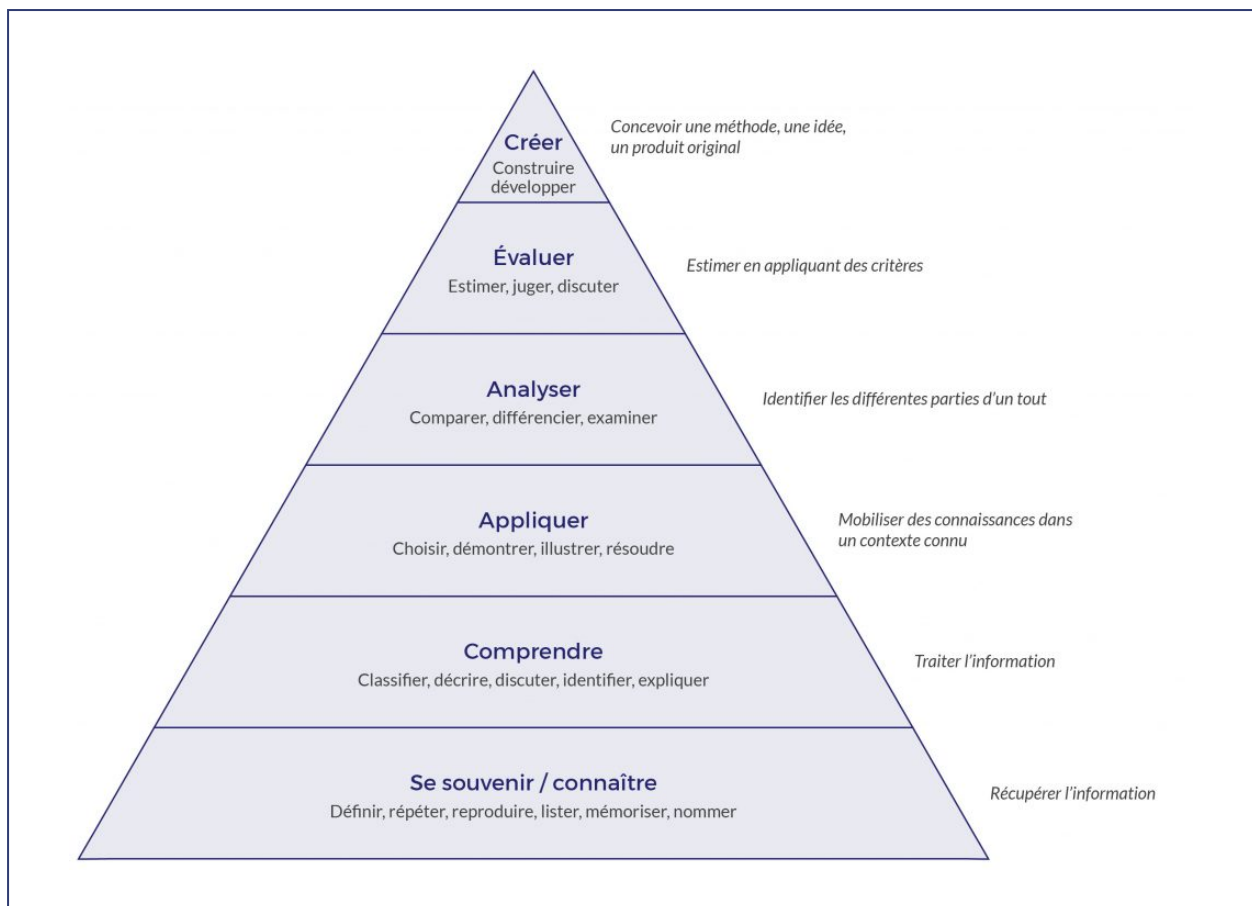 Créer
Construire
développer
Concevoir une méthode, une idée,
un produit original
Évaluer
Estimer, juger, discuter
Estimer en appliquant des critères
Analyser
Comparer, différencier, examiner
Identifier les différentes parties d’un tout
Appliquer
Choisir, démontrer, illustrer, résoudre
Mobiliser des connaissances dans
un contexte connu
Comprendre
Classifier, décrire, discuter, identifier, expliquer
Traiter l’information
Se souvenir / connaître
Définir, répéter, reproduire, lister, mémoriser, nommer
Récupérer l’information